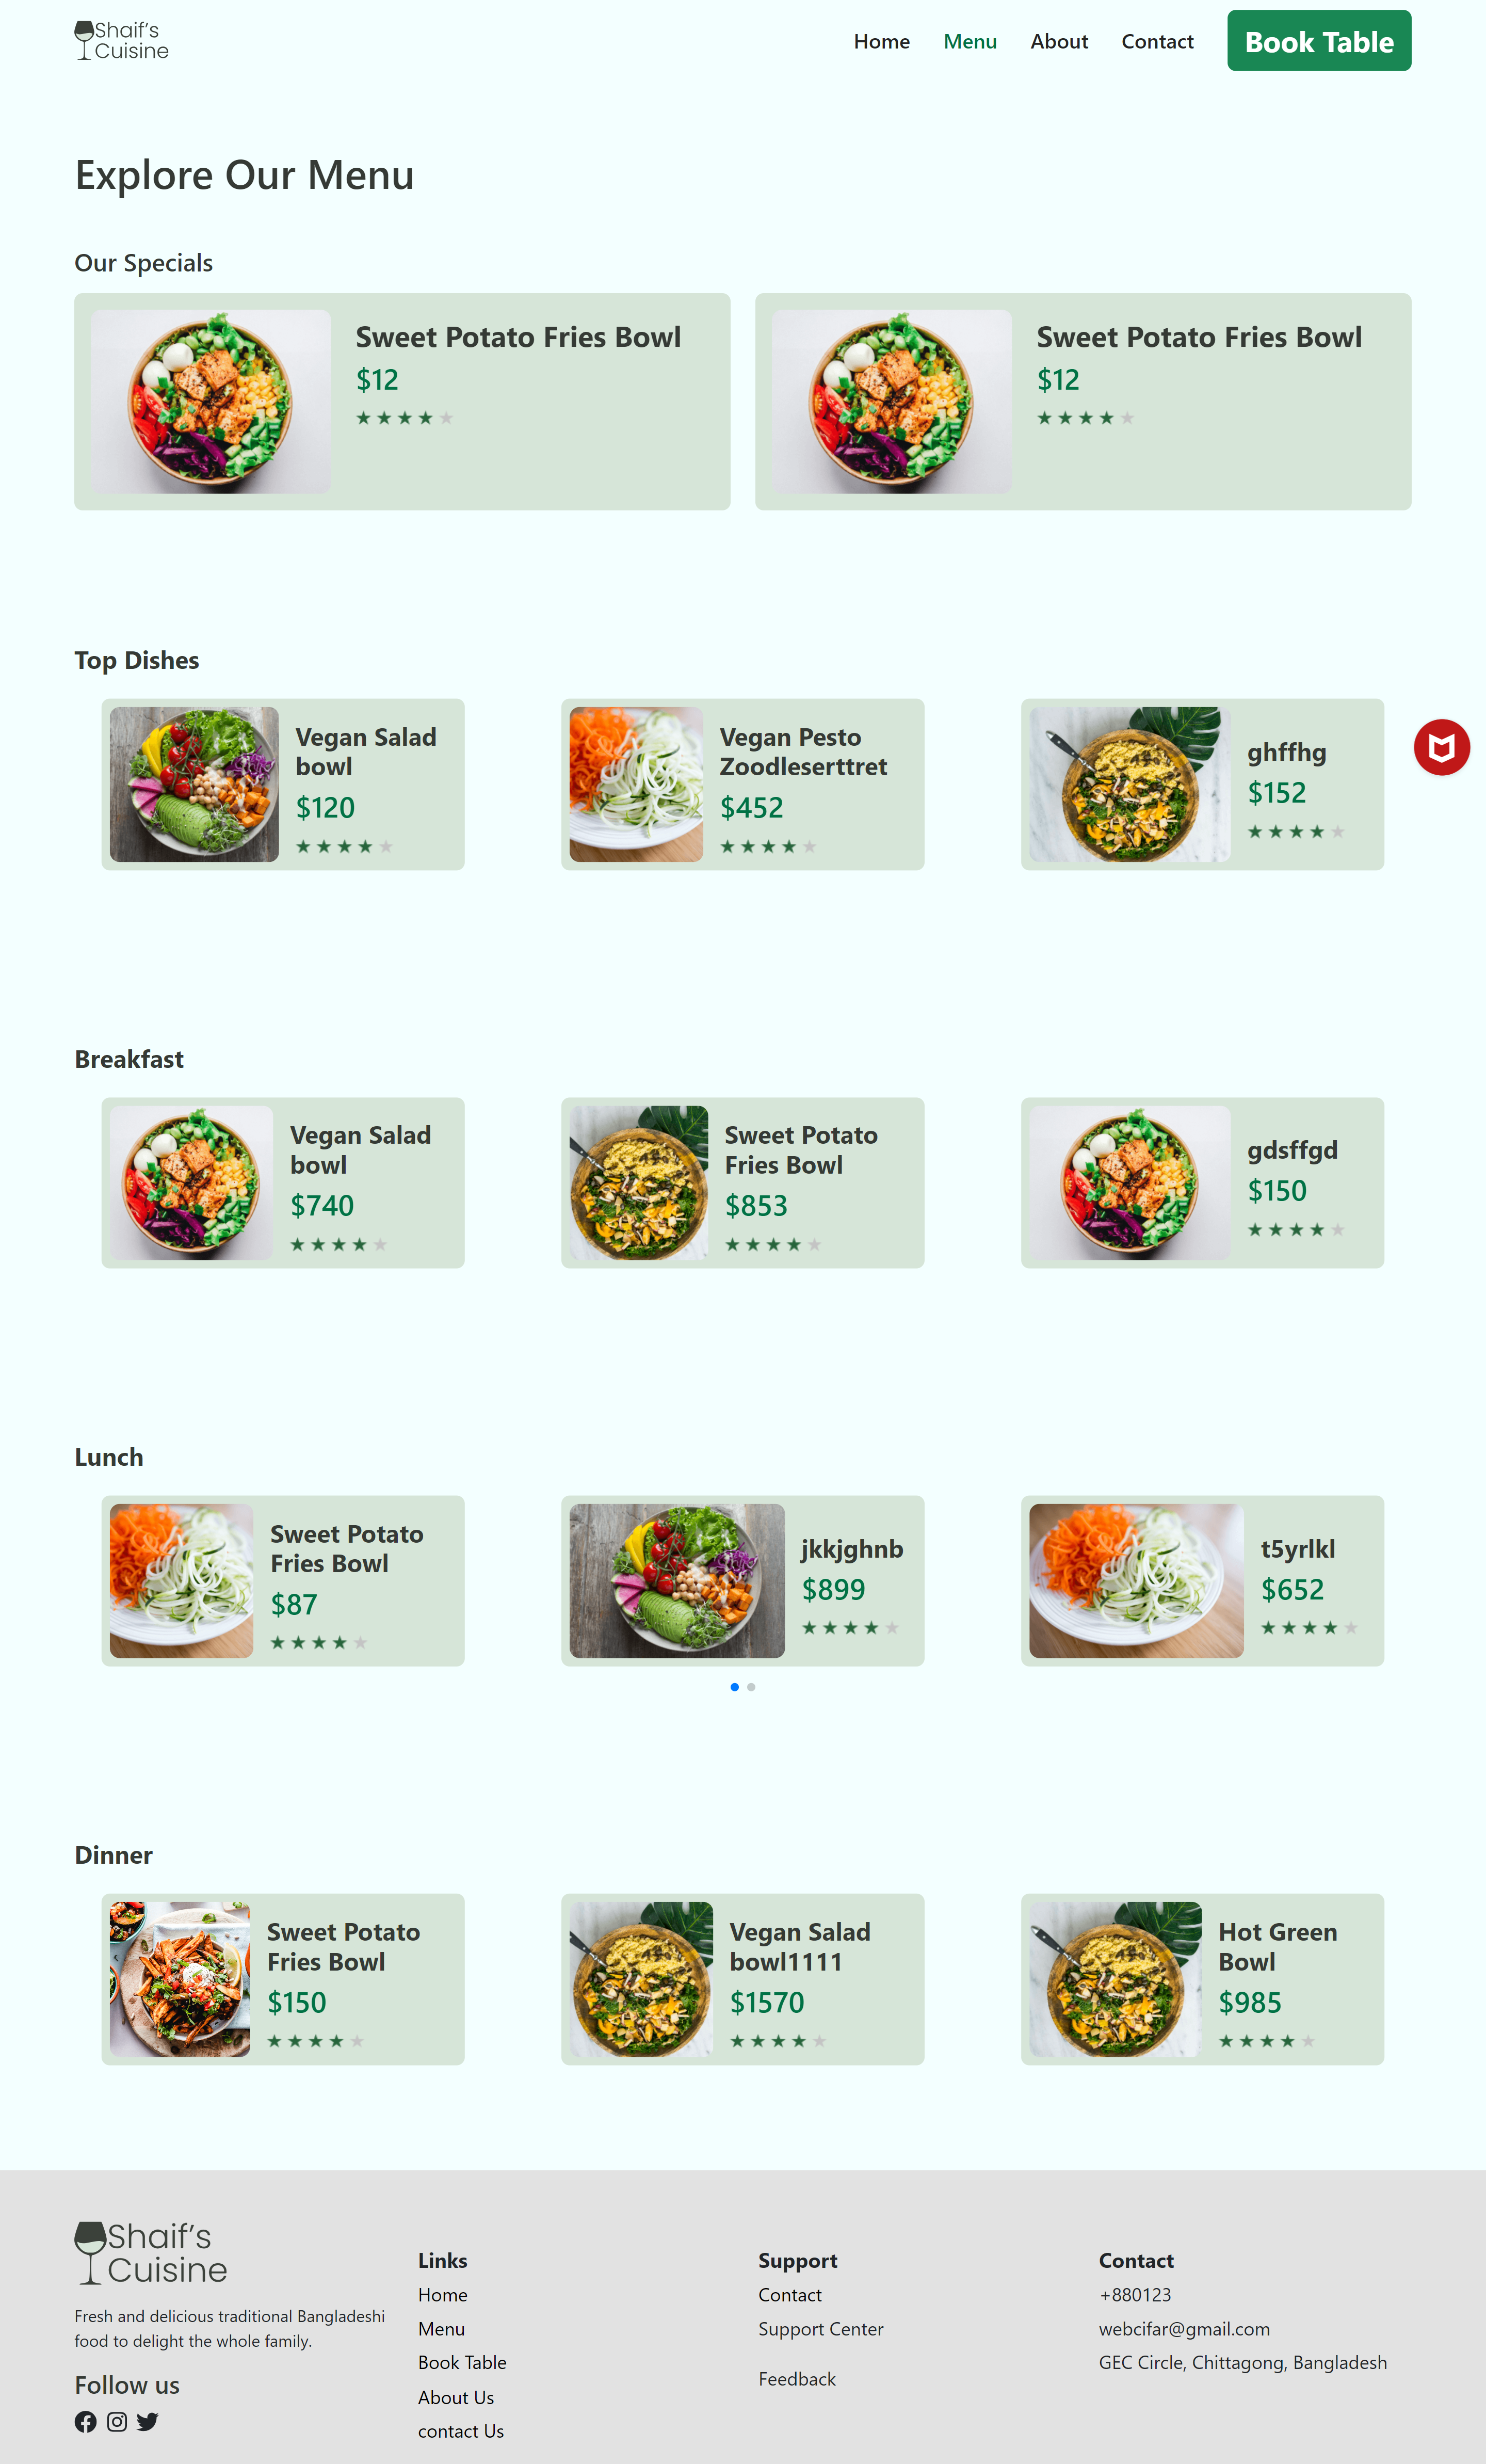 Shaif's
Cuisine
Home
Menu
About
Contact
Book Table
Explore Our Menu
Our Specials
Sweet Potato Fries Bowl
$12
Sweet Potato Fries Bowl
$12
Top Dishes
Vegan Salad
bowl
$120
Vegan Pesto
Zoodleserttret
$452
ghffhg
$152
Breakfast
Vegan Salad
bowl
$740
Sweet Potato
Fries Bowl
$853
gdsffgd
$150
Lunch
Sweet Potato
Fries Bowl
$87
jkkjghnb
$899
t5yrlkl
$652
Dinner
Sweet Potato
Fries Bowl
$150
Vegan Salad
bowl1111
$1570
Hot Green
Bowl
$985
Shaif's
Cuisine
Fresh and delicious traditional Bangladeshi
food to delight the whole family.
Follow us
Links
Home
Menu
Book Table
About Us
contact Us
Support
Contact
Support Center
Feedback
Contact
+880123
webcifar@gmail.com
GEC Circle, Chittagong, Bangladesh